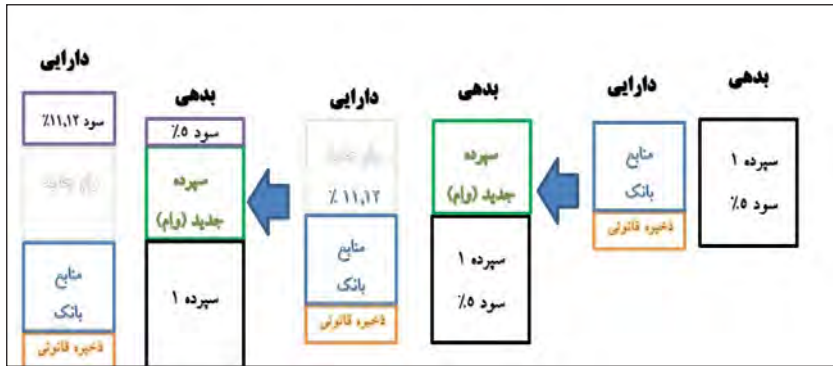 بدهی
دارایی
سپرده ۱
سود ۵٪
منابع
بانک
ذخیره قانونی
بدهی
دارایی
سپرده
جدید (وام)
سپرده ۱
سود ۵٪
۱۱,۱۲ ٪
منابع
بانک
ذخیره قانونی
بدهی
دارایی
سود ۵٪
سپرده
جدید (وام)
سپرده ۱
سود ۱۱,۱۲٪
منابع
بانک
ذخیره قانونی